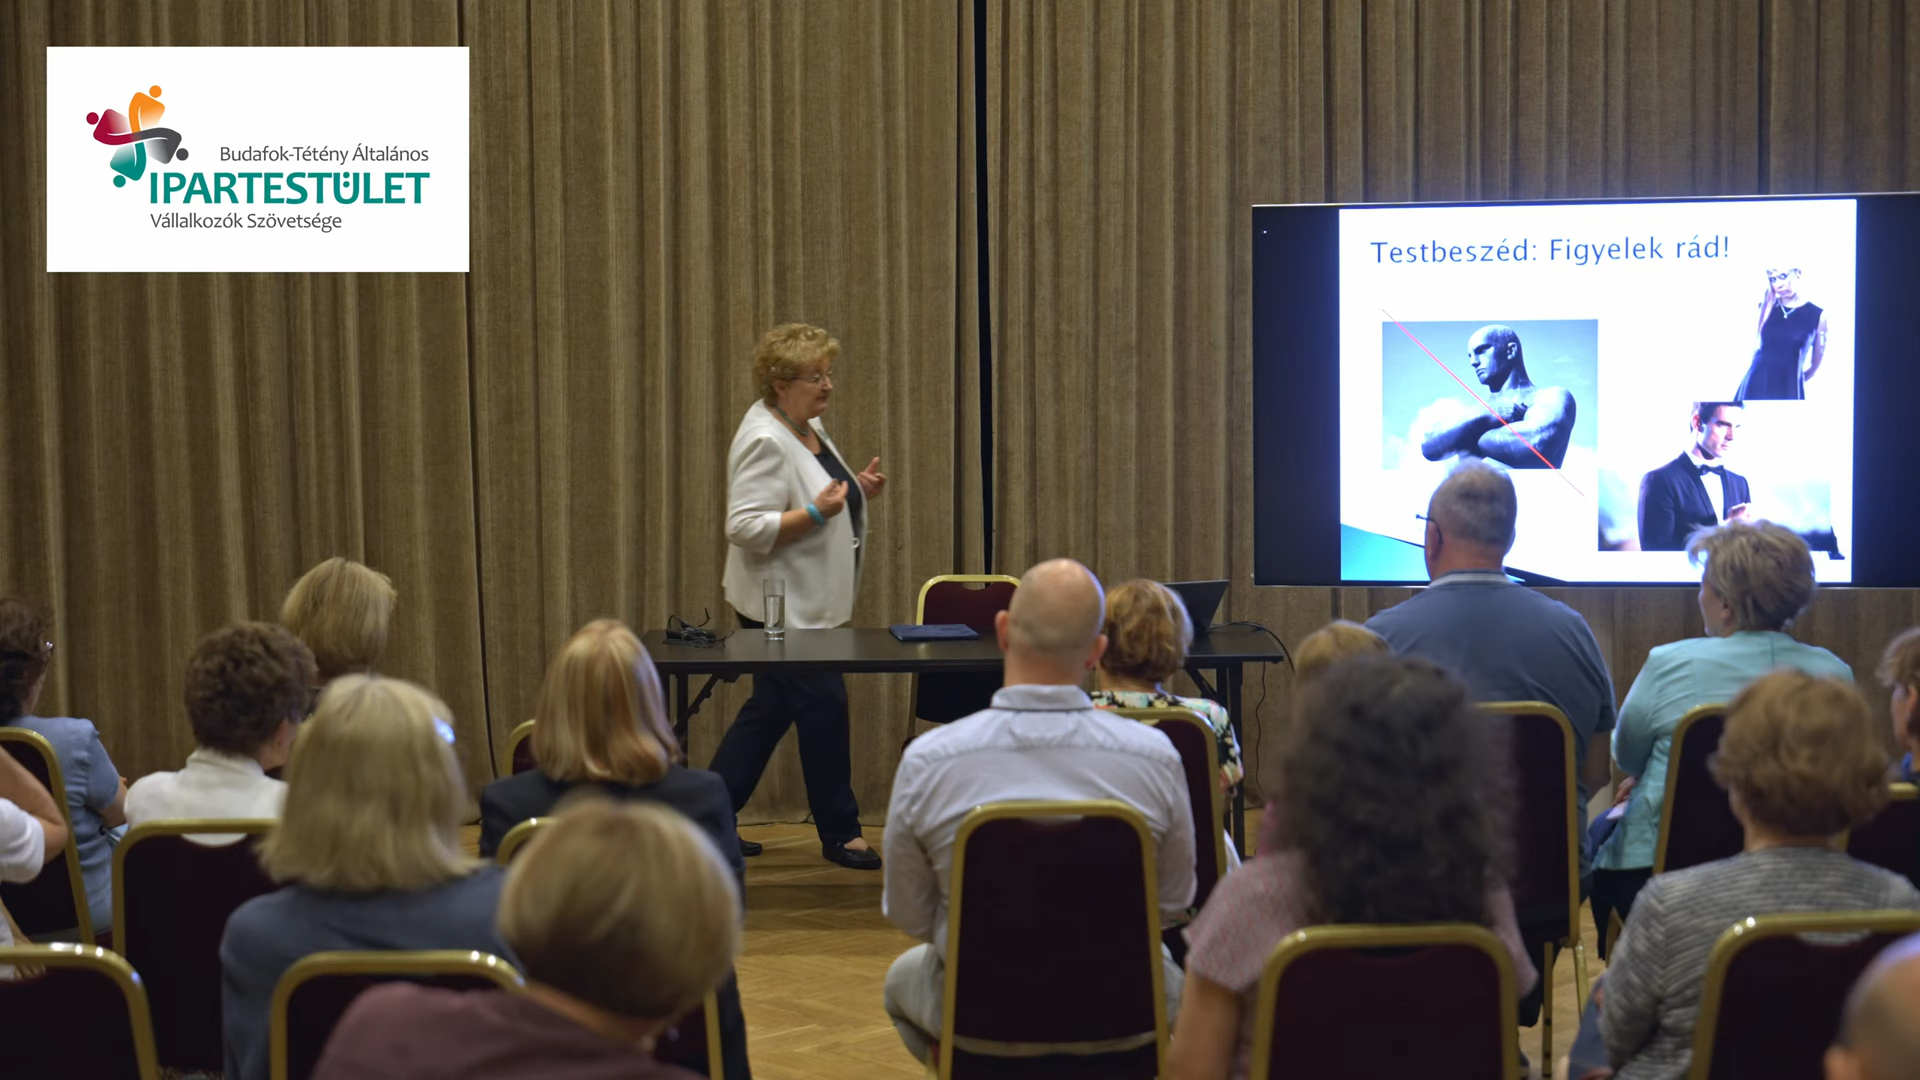 Budafok-Tétény Általános
IPARTESTÜLET
Vállalkozók Szövetsége
Testbeszéd: Figyelek rád!